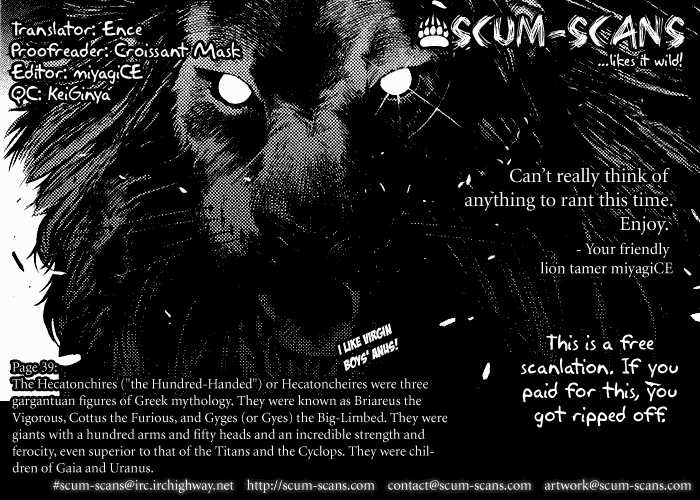 Translator: Ence
Proofreader: Croissant Mask
Editor: miyagiCE
QC: KeiGinya
SCUM-SCANS
...likes it wild!
Can't really think of
anything to rant this time.
Enjoy.
- Your friendly
lion tamer miyagiCE
I LIKE VIRGIN
BOYS' ANUS!
This is a free
scanlation. If you
paid for this, you
got ripped off.
Page 39:
The Hecatonchires ("the Hundred-Handed") or Hecatoncheires were three
gargantuan figures of Greek mythology. They were known as Briareus the
Vigorous, Cottus the Furious, and Gyges (or Gyes) the Big-Limbed. They were
giants with a hundred arms and fifty heads and an incredible strength and
ferocity, even superior to that of the Titans and the Cyclops. They were chil-
dren of Gaia and Uranus.
#scum-scans@irc.irchighway.net http://scum-scans.com contact@scum-scans.com artwork@scum-scans.com